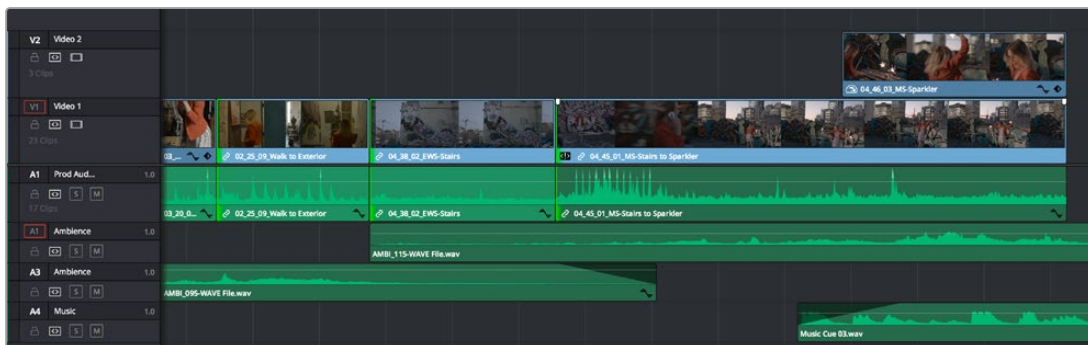 V2 Video 2
3 Clips
04_46_03_MS-Sparkler
V1 Video 1
23 Clips
03_... 02_25_09_Walk to Exterior 04_38_02_EWS-Stairs 04_45_01_MS-Stairs to Sparkler
A1 Prod Aud... 1.0
S M
17 Clips
03_20_0... 02_25_09_Walk to Exterior 04_38_02_EWS-Stairs 04_45_01_MS-Stairs to Sparkler
A1 Ambience 1.0
S M
AMBI_115-WAVE File.wav
A3 Ambience 1.0
S M
AMBI_095-WAVE File.wav
A4 Music 1.0
S M
Music Cue 03.wav